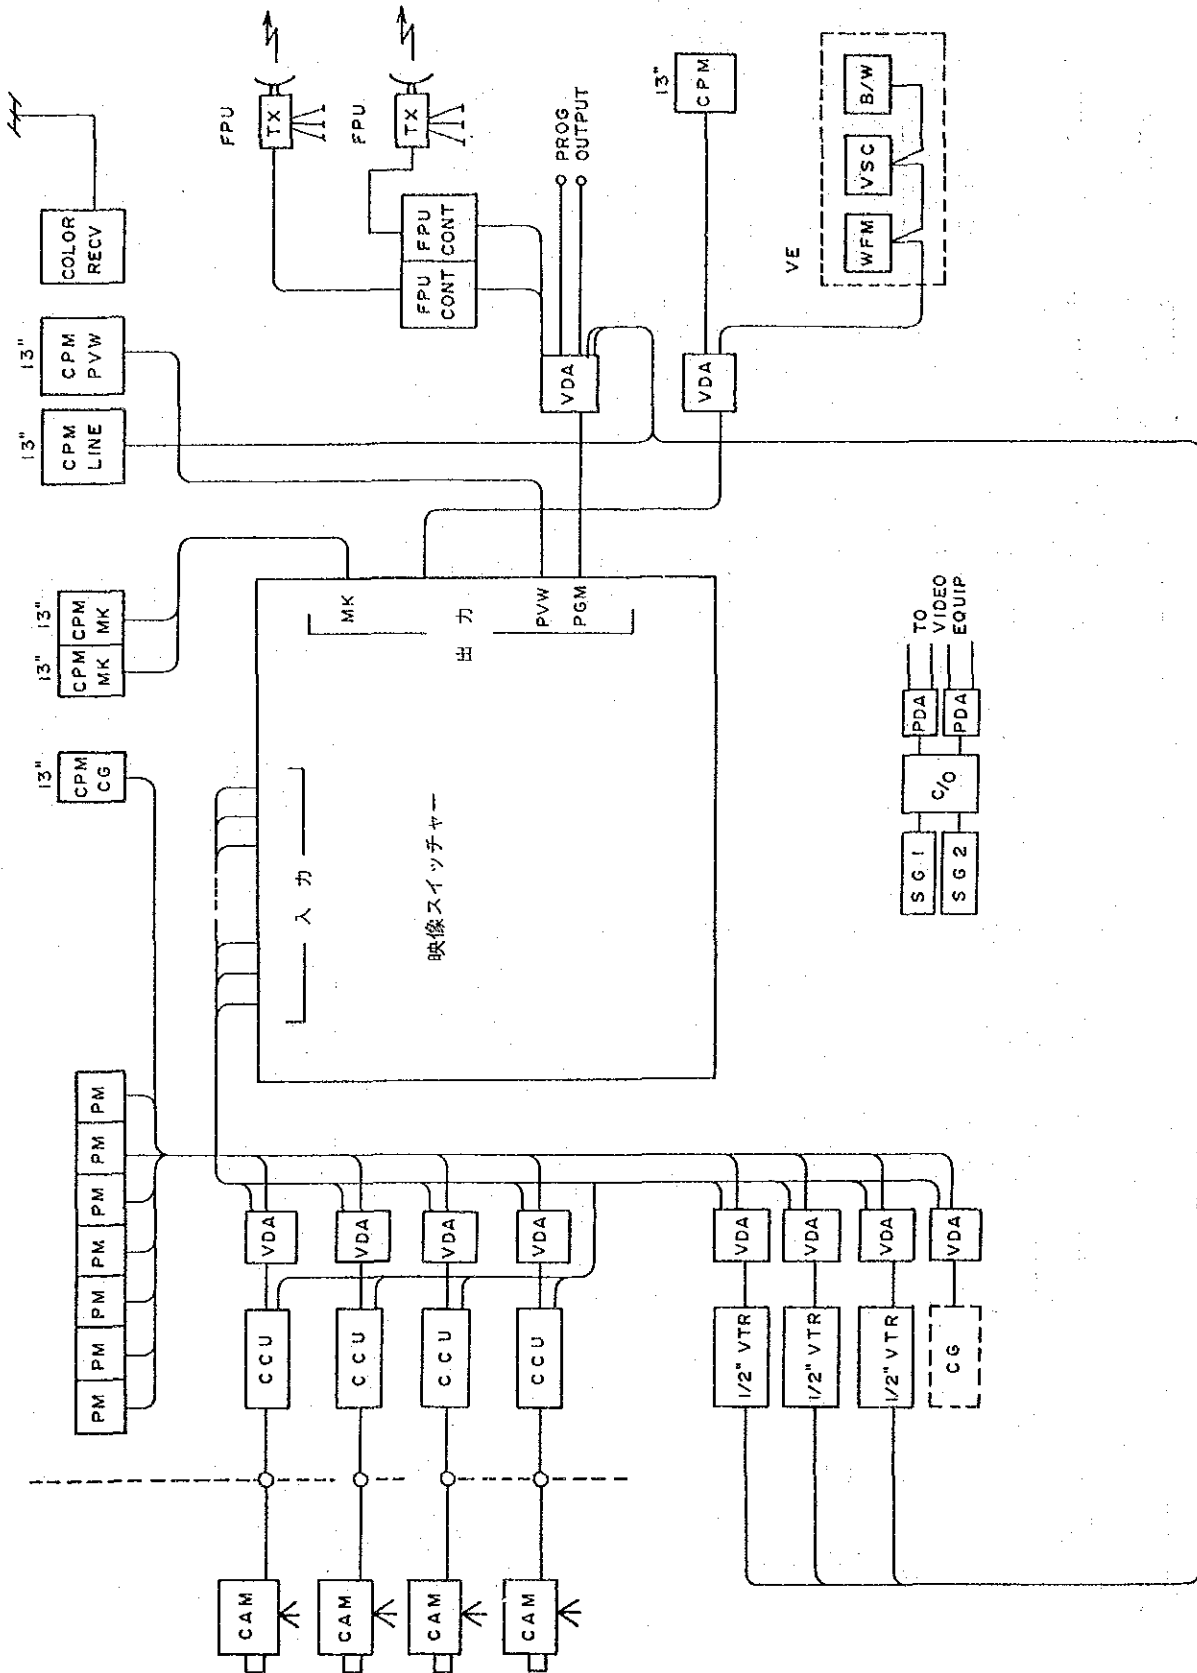 13"
13"
13"
13"
13"
PM
PM
PM
PM
PM
PM
PM
CPM
CG
CPM
MK
CPM
MK
CPM
LINE
CPM
PVW
COLOR
RECV
CAM
CCU
VDA
FPU
TX
入力
MK
CAM
CCU
VDA
FPU
TX
FPU
CONT
FPU
CONT
CAM
CCU
VDA
映像スイッチャー
出力
CAM
CCU
VDA
PVW
PGM
VDA
PROG
OUTPUT
1/2" VTR
VDA
VDA
13"
CPM
1/2" VTR
VDA
VE
1/2" VTR
VDA
WFM
VSC
B/W
CG
VDA
SG 1
SG 2
C/O
PDA
PDA
TO
VIDEO
EQUIP